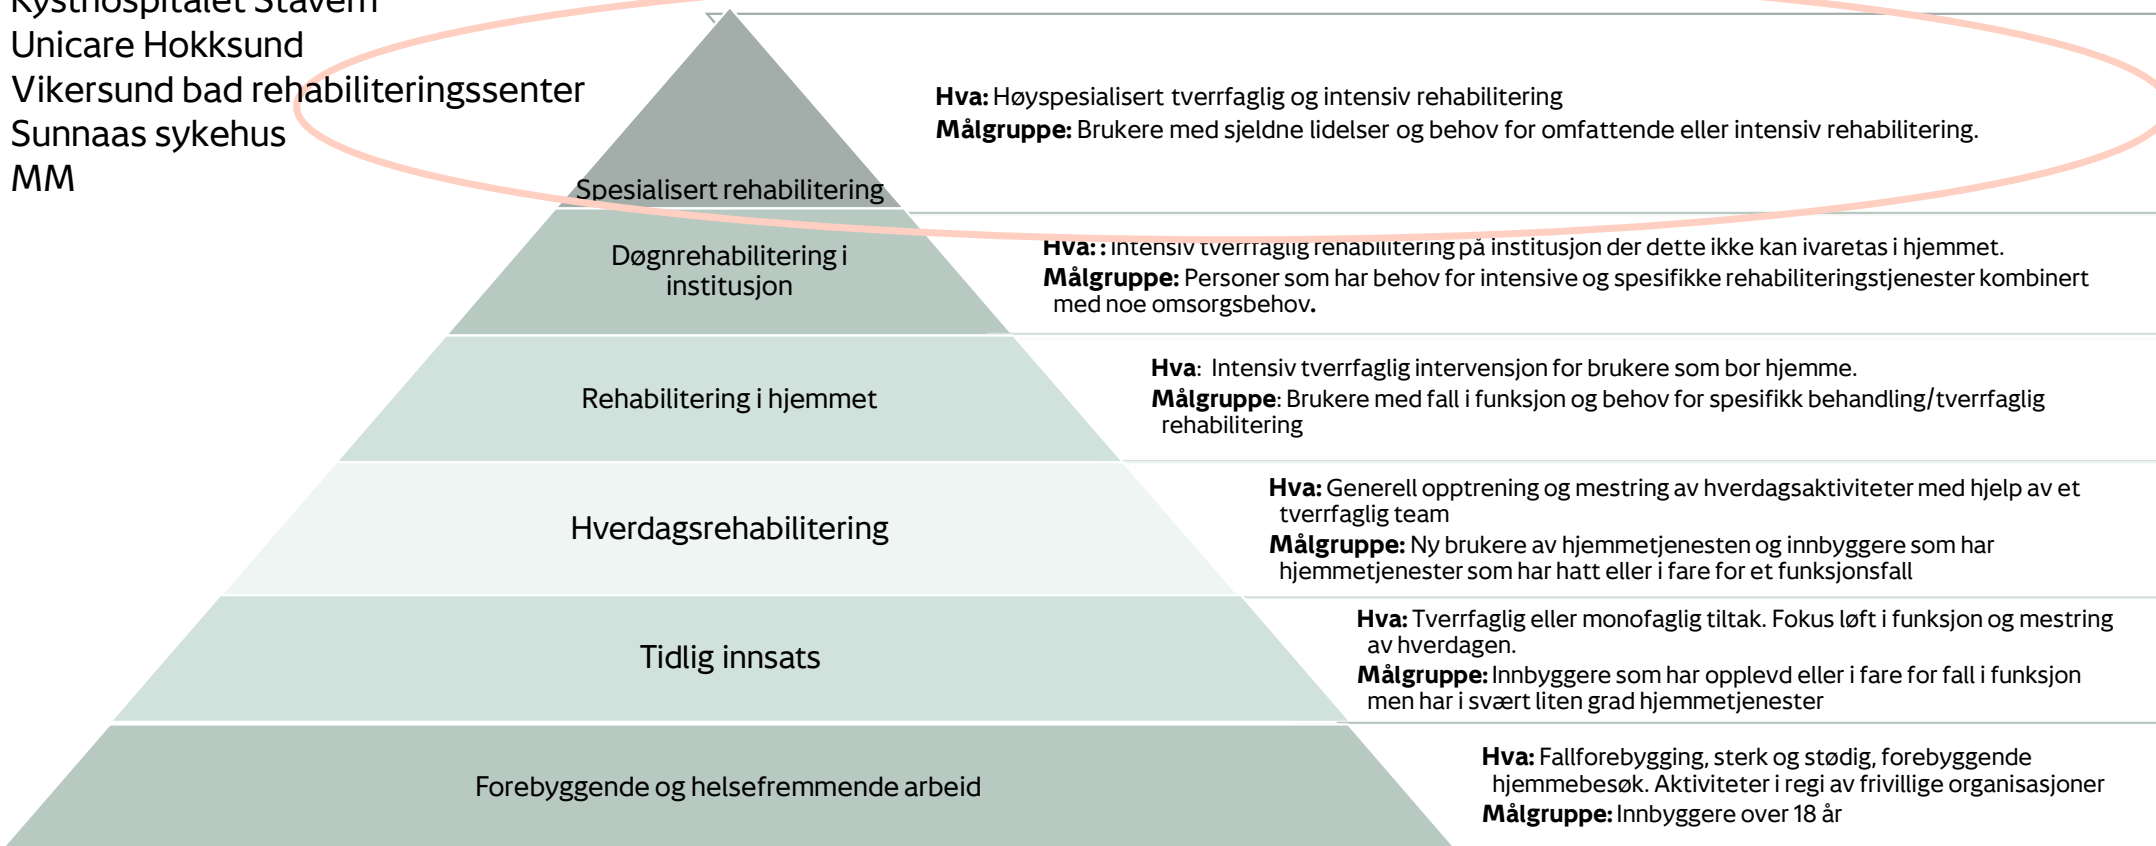 Kysthospitalet Stavern
Unicare Hokksund
Vikersund bad rehabiliteringssenter
Sunnaas sykehus
MM
Spesialisert rehabilitering
Hva: Høyspesialisert tverrfaglig og intensiv rehabilitering
Målgruppe: Brukere med sjeldne lidelser og behov for omfattende eller intensiv rehabilitering.
Døgnrehabilitering i
institusjon
Hva: : Intensiv tverrfaglig rehabilitering på institusjon der dette ikke kan ivaretas i hjemmet.
Målgruppe: Personer som har behov for intensive og spesifikke rehabiliteringstjenester kombinert
med noe omsorgsbehov.
Rehabilitering i hjemmet
Hva: Intensiv tverrfaglig intervensjon for brukere som bor hjemme.
Målgruppe: Brukere med fall i funksjon og behov for spesifikk behandling/tverrfaglig
rehabilitering
Hverdagsrehabilitering
Hva: Generell opptrening og mestring av hverdagsaktiviteter med hjelp av et
tverrfaglig team
Målgruppe: Ny brukere av hjemmetjenesten og innbyggere som har
hjemmetjenester som har hatt eller i fare for et funksjonsfall
Tidlig innsats
Hva: Tverrfaglig eller monofaglig tiltak. Fokus løft i funksjon og mestring
av hverdagen.
Målgruppe: Innbyggere som har opplevd eller i fare for fall i funksjon
men har i svært liten grad hjemmetjenester
Forebyggende og helsefremmende arbeid
Hva: Fallforebygging, sterk og stødig, forebyggende
hjemmebesøk. Aktiviteter i regi av frivillige organisasjoner
Målgruppe: Innbyggere over 18 år